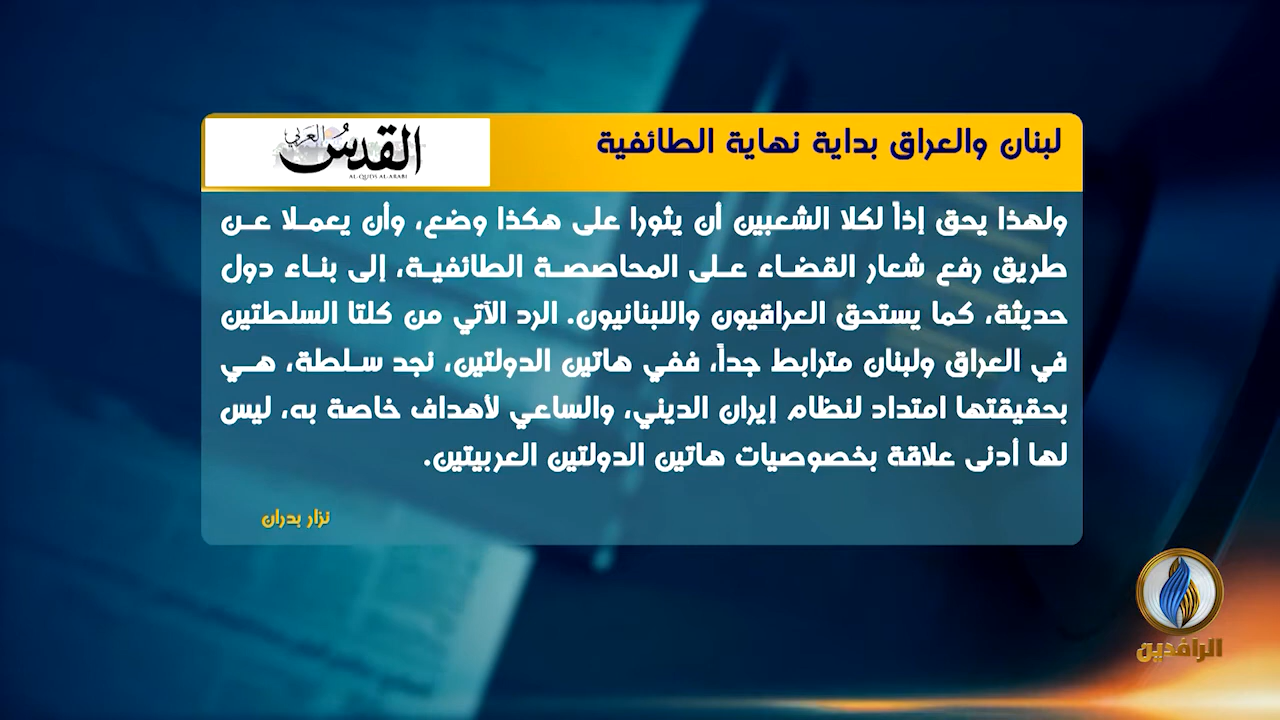 لبنان والعراق بداية نهاية الطائفية
القدس العربي
AL-QUDS AL-ARABI
ولهذا يحق إذاً لكلا الشعبين أن يثورا على هكذا وضع، وأن يعملا عن
طريق رفع شعار القضاء على المحاصصة الطائفية، إلى بناء دول
حديثة، كما يستحق العراقيون واللبنانيون. الرد الآتي من كلتا السلطتين
في العراق ولبنان مترابط جداً، ففي هاتين الدولتين، نجد سلطة، هي
بحقيقتها امتداد لنظام إيران الديني، والساعي لأهداف خاصة به، ليس
لها أدنى علاقة بخصوصيات هاتين الدولتين العربيتين.
نزار بدران
الرافدين